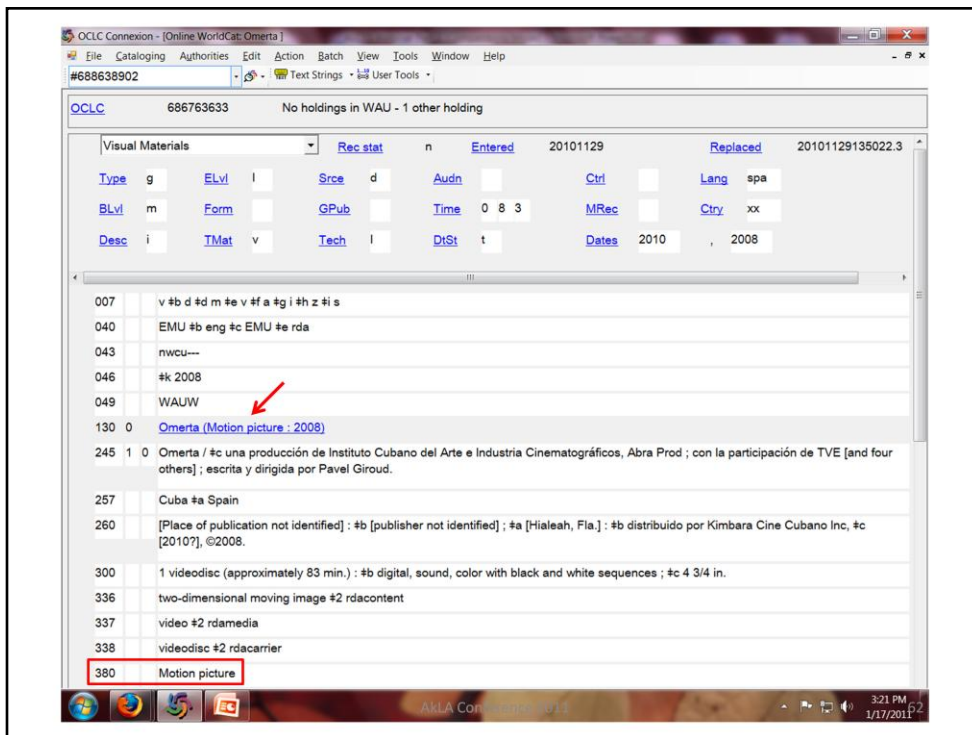 OCLC Connexion - [Online WorldCat: Omerta ]
File Cataloging Authorities Edit Action Batch View Tools Window Help
#688638902 Text Strings User Tools
OCLC 686763633 No holdings in WAU - 1 other holding
Visual Materials Rec stat n Entered 20101129 Replaced 20101129135022.3
Type g ELvl I Srce d Audn Ctrl Lang spa
BLvl m Form GPub Time 0 8 3 MRec Ctry xx
Desc i TMat v Tech l DtSt t Dates 2010 , 2008
007 v ‡b d ‡d m ‡e v ‡f a ‡g i ‡h z ‡i s
040 EMU ‡b eng ‡c EMU ‡e rda
043 nwcu---
046 ‡k 2008
049 WAUW
130 0 Omerta (Motion picture : 2008)
245 1 0 Omerta / ‡c una producción de Instituto Cubano del Arte e Industria Cinematográficos, Abra Prod ; con la participación de TVE [and four
others] ; escrita y dirigida por Pavel Giroud.
257 Cuba ‡a Spain
260 [Place of publication not identified] : ‡b [publisher not identified] ; ‡a [Hialeah, Fla.] : ‡b distribuido por Kimbara Cine Cubano Inc, ‡c
[2010?], ©2008.
300 1 videodisc (approximately 83 min.) : ‡b digital, sound, color with black and white sequences ; ‡c 4 3/4 in.
336 two-dimensional moving image ‡2 rdacontent
337 video ‡2 rdamedia
338 videodisc ‡2 rdacarrier
380 Motion picture
AkLA Conference 2011
3:21 PM
1/17/2011
62